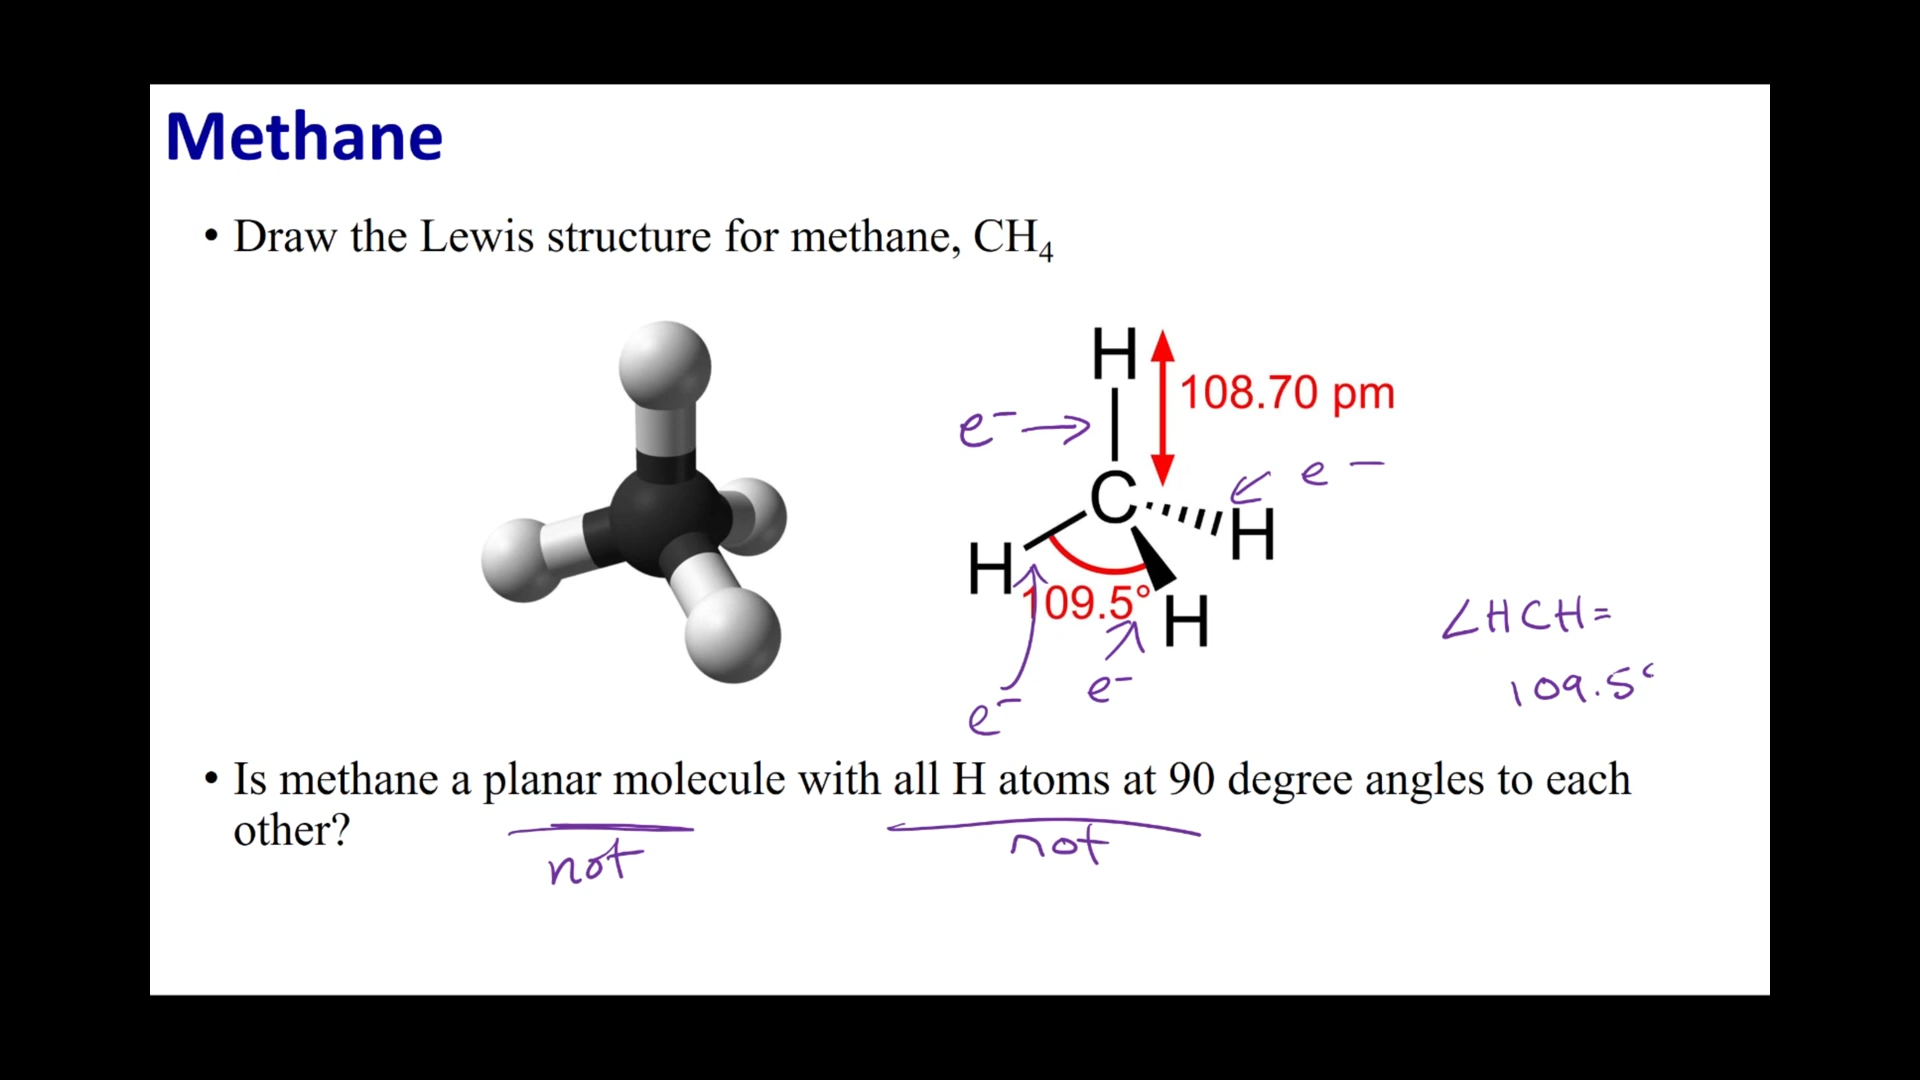 Methane
• Draw the Lewis structure for methane, CH₄
H
108.70 pm
e⁻ →
e⁻
C
H
H
109.5°
H
∠HCH=
109.5°
e⁻
e⁻
• Is methane a planar molecule with all H atoms at 90 degree angles to each
other?
not
not